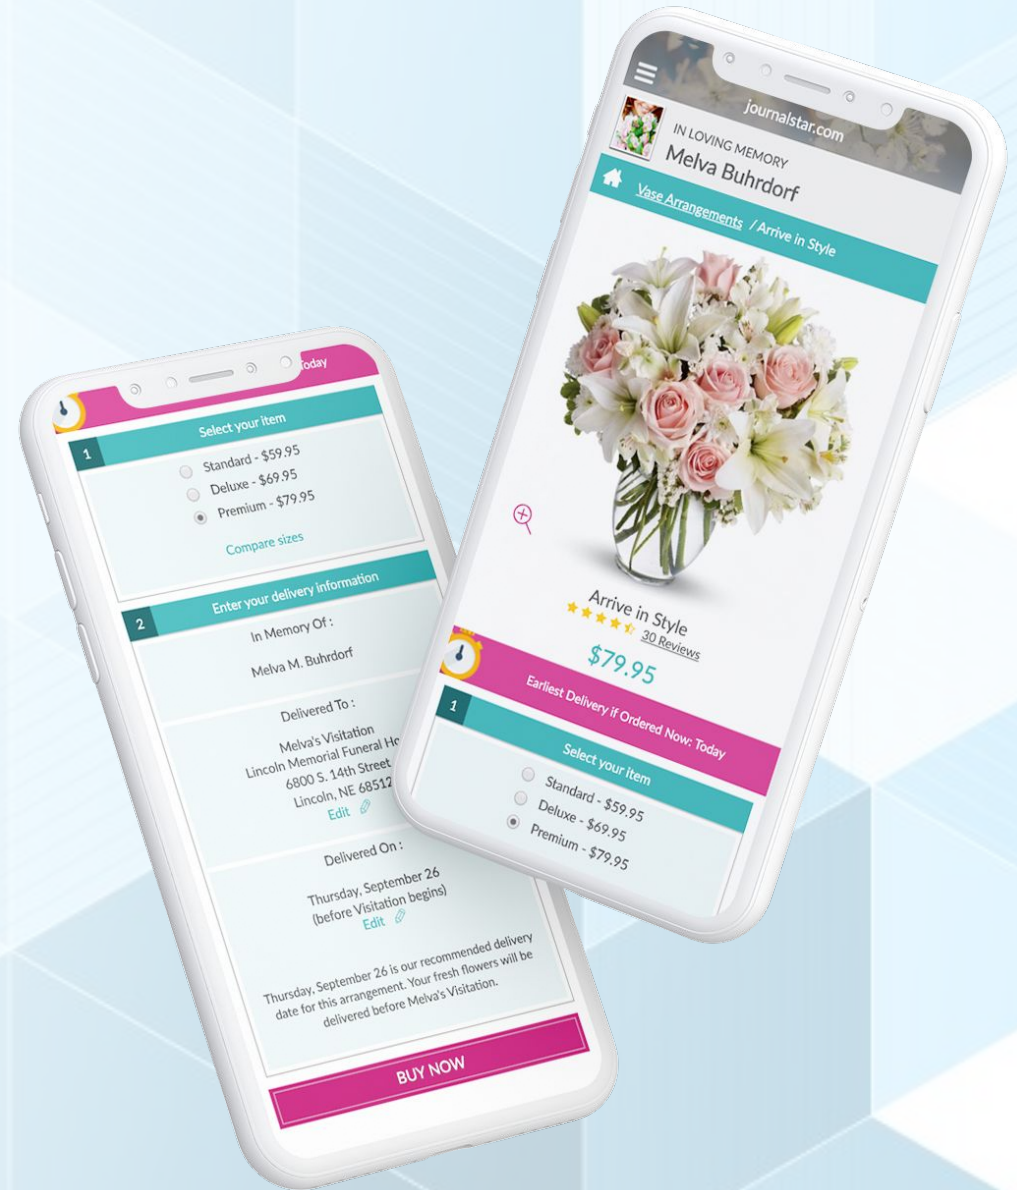 Today
1
Select your item
Standard - $59.95
Deluxe - $69.95
Premium - $79.95
Compare sizes
2
Enter your delivery information
In Memory Of :
Melva M. Buhrdorf
Delivered To :
Melva's Visitation
Lincoln Memorial Funeral
6800 S. 14th Street
Lincoln, NE 68512
Edit
Delivered On :
Thursday, September 26
(before Visitation begins)
Edit
Thursday, September 26 is our recommended delivery
date for this arrangement. Your fresh flowers will be
delivered before Melva's Visitation.
BUY NOW
journalstar.com
IN LOVING MEMORY
Melva Buhrdorf
Vase Arrangements / Arrive in Style
Arrive in Style
30 Reviews
$79.95
Earliest Delivery if Ordered Now: Today
1
Select your item
Standard - $59.95
Deluxe - $69.95
Premium - $79.95